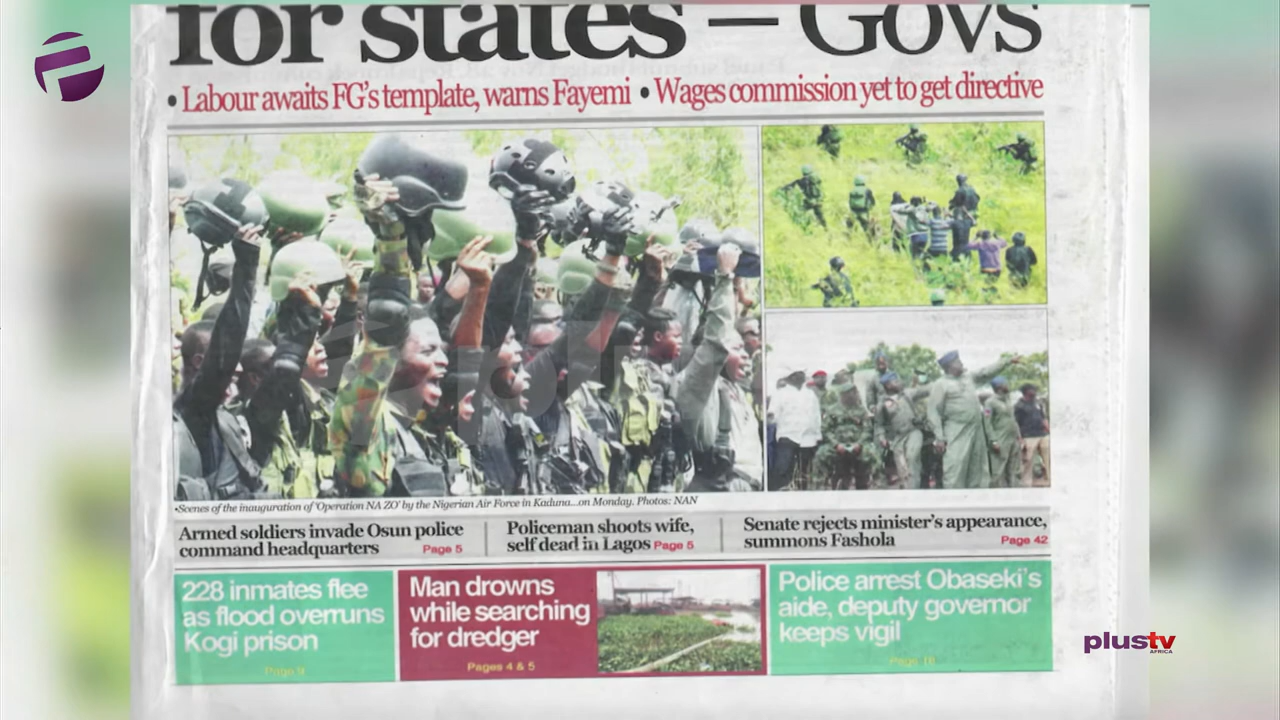 for states – Govs
• Labour awaits FG's template, warns Fayemi • Wages commission yet to get directive
•Scenes of the inauguration of 'Operation NA ZO' by the Nigerian Air Force in Kaduna...on Monday. Photos: NAN
Armed soldiers invade Osun police
command headquarters Page 5
Policeman shoots wife,
self dead in Lagos Page 5
Senate rejects minister's appearance,
summons Fashola Page 42
228 inmates flee
as flood overruns
Kogi prison
Page 9
Man drowns
while searching
for dredger
Pages 4 & 5
Police arrest Obaseki's
aide, deputy governor
keeps vigil
plustv
AFRICA